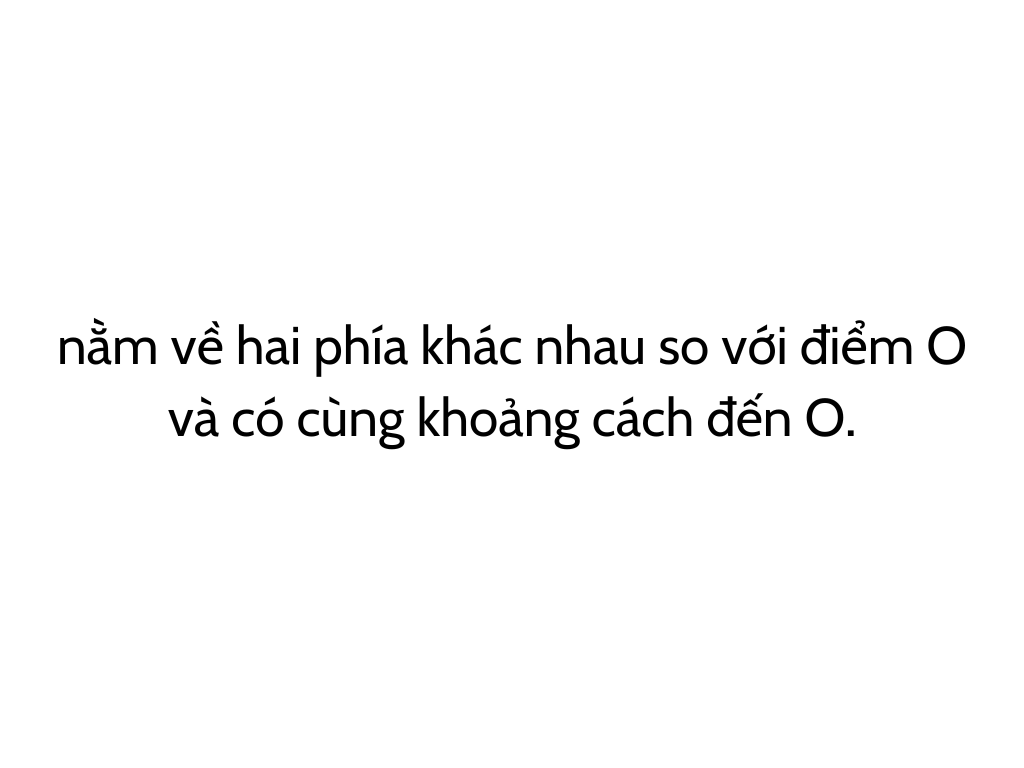 nằm về hai phía khác nhau so với điểm O
và có cùng khoảng cách đến O.